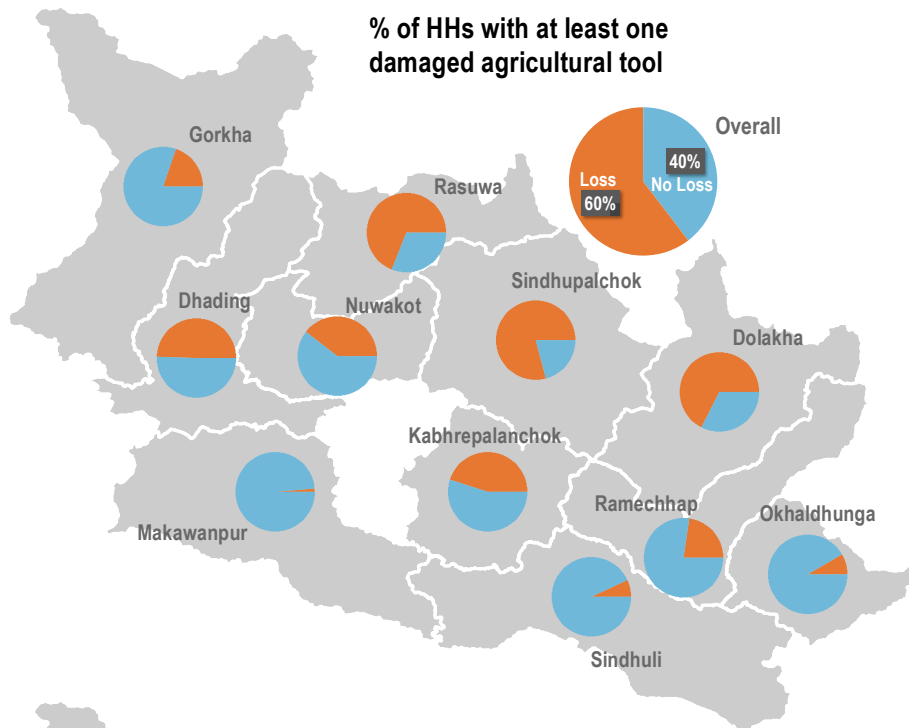 % of HHs with at least one
damaged agricultural tool
Overall
40%
No Loss
Loss
60%
Gorkha
Rasuwa
Sindhupalchok
Dhading
Nuwakot
Dolakha
Kabhrepalanchok
Ramechhap
Okhaldhunga
Makawanpur
Sindhuli